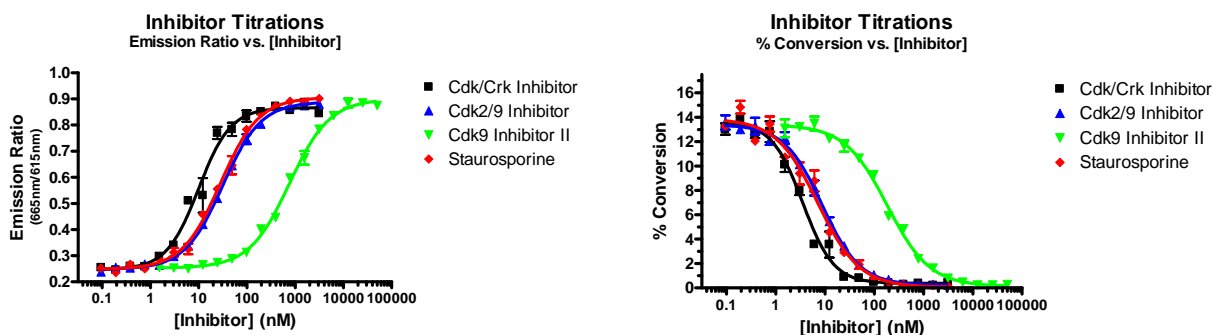 Inhibitor Titrations
Emission Ratio vs. [Inhibitor]
Emission Ratio
(665nm/615nm)
1.0
0.9
0.8
0.7
0.6
0.5
0.4
0.3
0.2
0.1 1 10 100 1000 10000 100000
[Inhibitor] (nM)
Cdk/Crk Inhibitor
Cdk2/9 Inhibitor
Cdk9 Inhibitor II
Staurosporine
Inhibitor Titrations
% Conversion vs. [Inhibitor]
% Conversion
16
14
12
10
8
6
4
2
0
0.1 1 10 100 1000 10000 100000
[Inhibitor] (nM)
Cdk/Crk Inhibitor
Cdk2/9 Inhibitor
Cdk9 Inhibitor II
Staurosporine